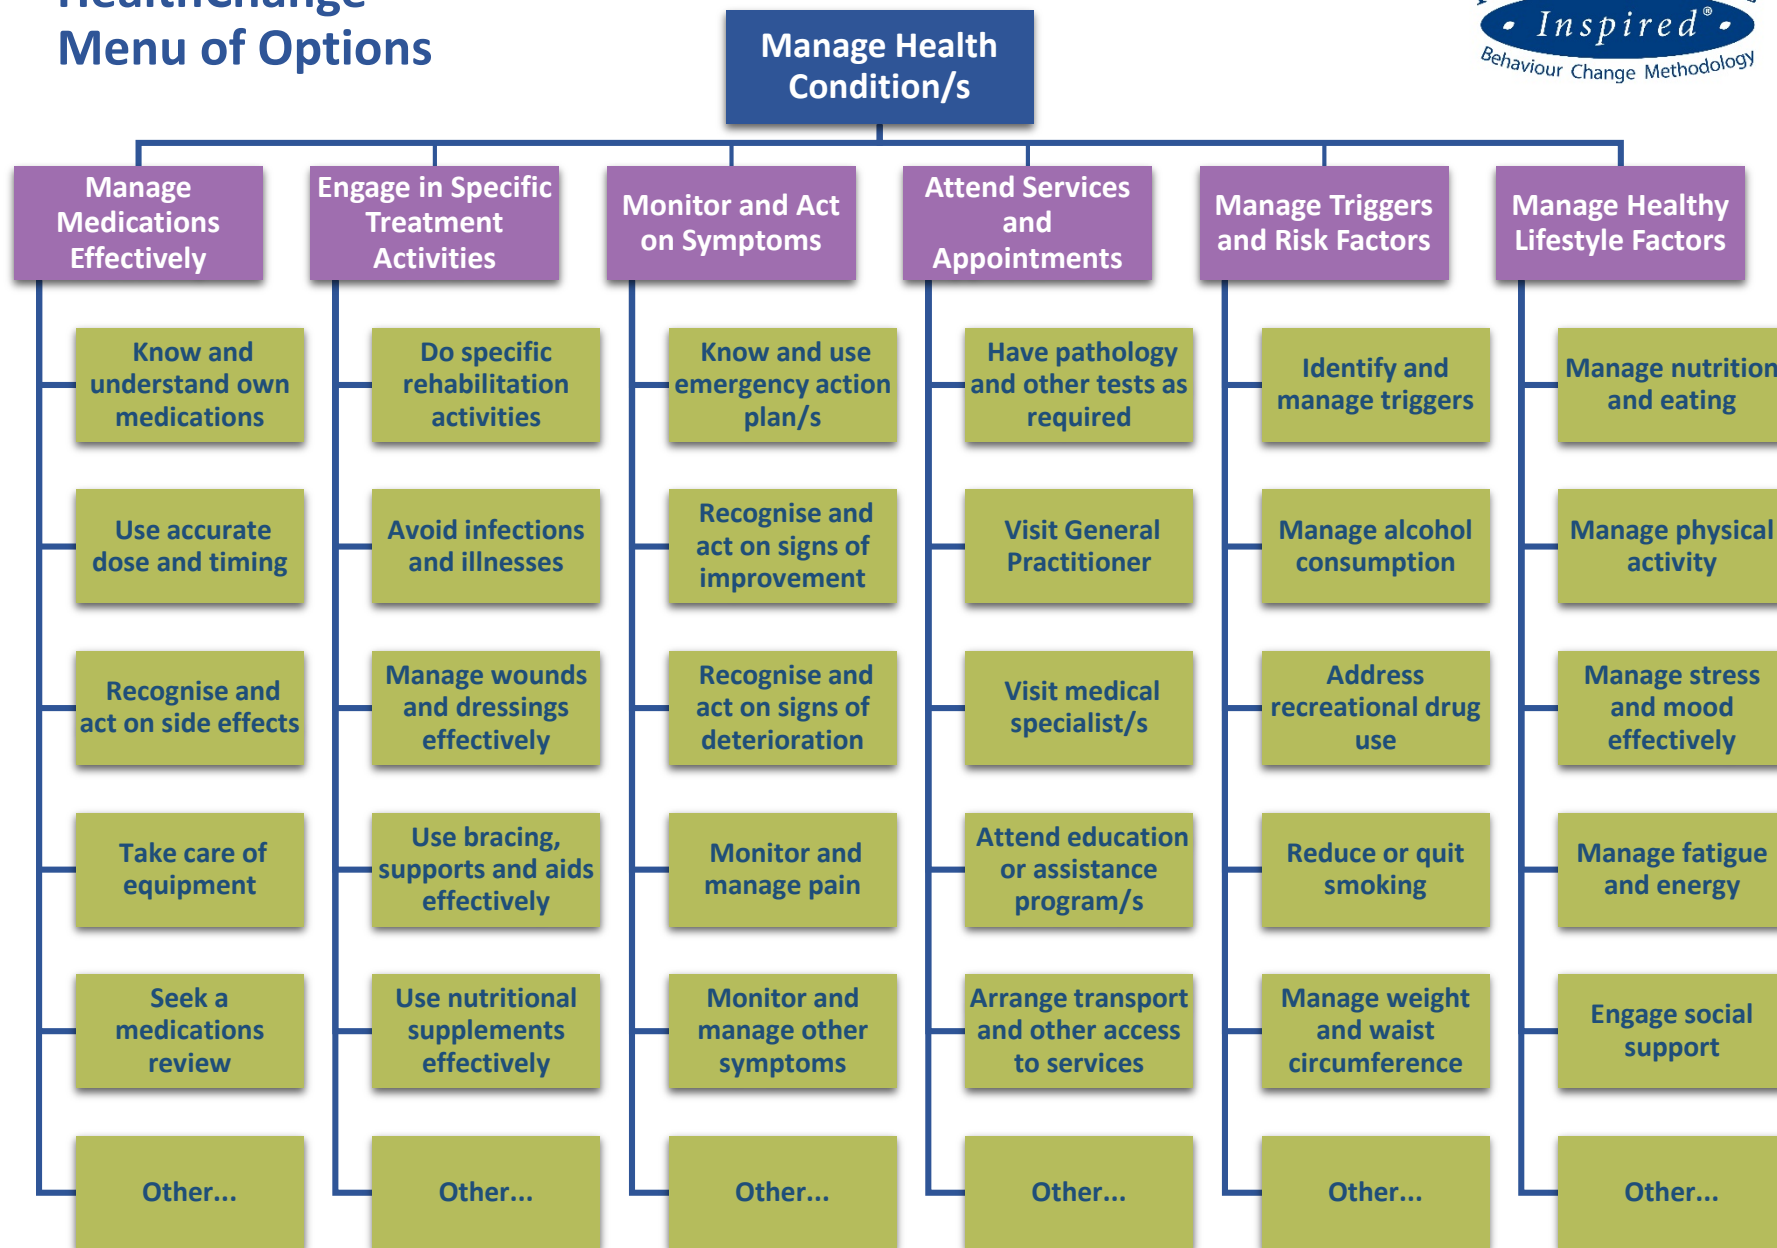 HealthChange
Menu of Options
Inspired®
Behaviour Change Methodology
Manage Health
Condition/s
Manage
Medications
Effectively
Know and
understand own
medications
Use accurate
dose and timing
Recognise and
act on side effects
Take care of
equipment
Seek a
medications
review
Other...
Engage in Specific
Treatment
Activities
Do specific
rehabilitation
activities
Avoid infections
and illnesses
Manage wounds
and dressings
effectively
Use bracing,
supports and aids
effectively
Use nutritional
supplements
effectively
Other...
Monitor and Act
on Symptoms
Know and use
emergency action
plan/s
Recognise and
act on signs of
improvement
Recognise and
act on signs of
deterioration
Monitor and
manage pain
Monitor and
manage other
symptoms
Other...
Attend Services
and
Appointments
Have pathology
and other tests as
required
Visit General
Practitioner
Visit medical
specialist/s
Attend education
or assistance
program/s
Arrange transport
and other access
to services
Other...
Manage Triggers
and Risk Factors
Identify and
manage triggers
Manage alcohol
consumption
Address
recreational drug
use
Reduce or quit
smoking
Manage weight
and waist
circumference
Other...
Manage Healthy
Lifestyle Factors
Manage nutrition
and eating
Manage physical
activity
Manage stress
and mood
effectively
Manage fatigue
and energy
Engage social
support
Other...